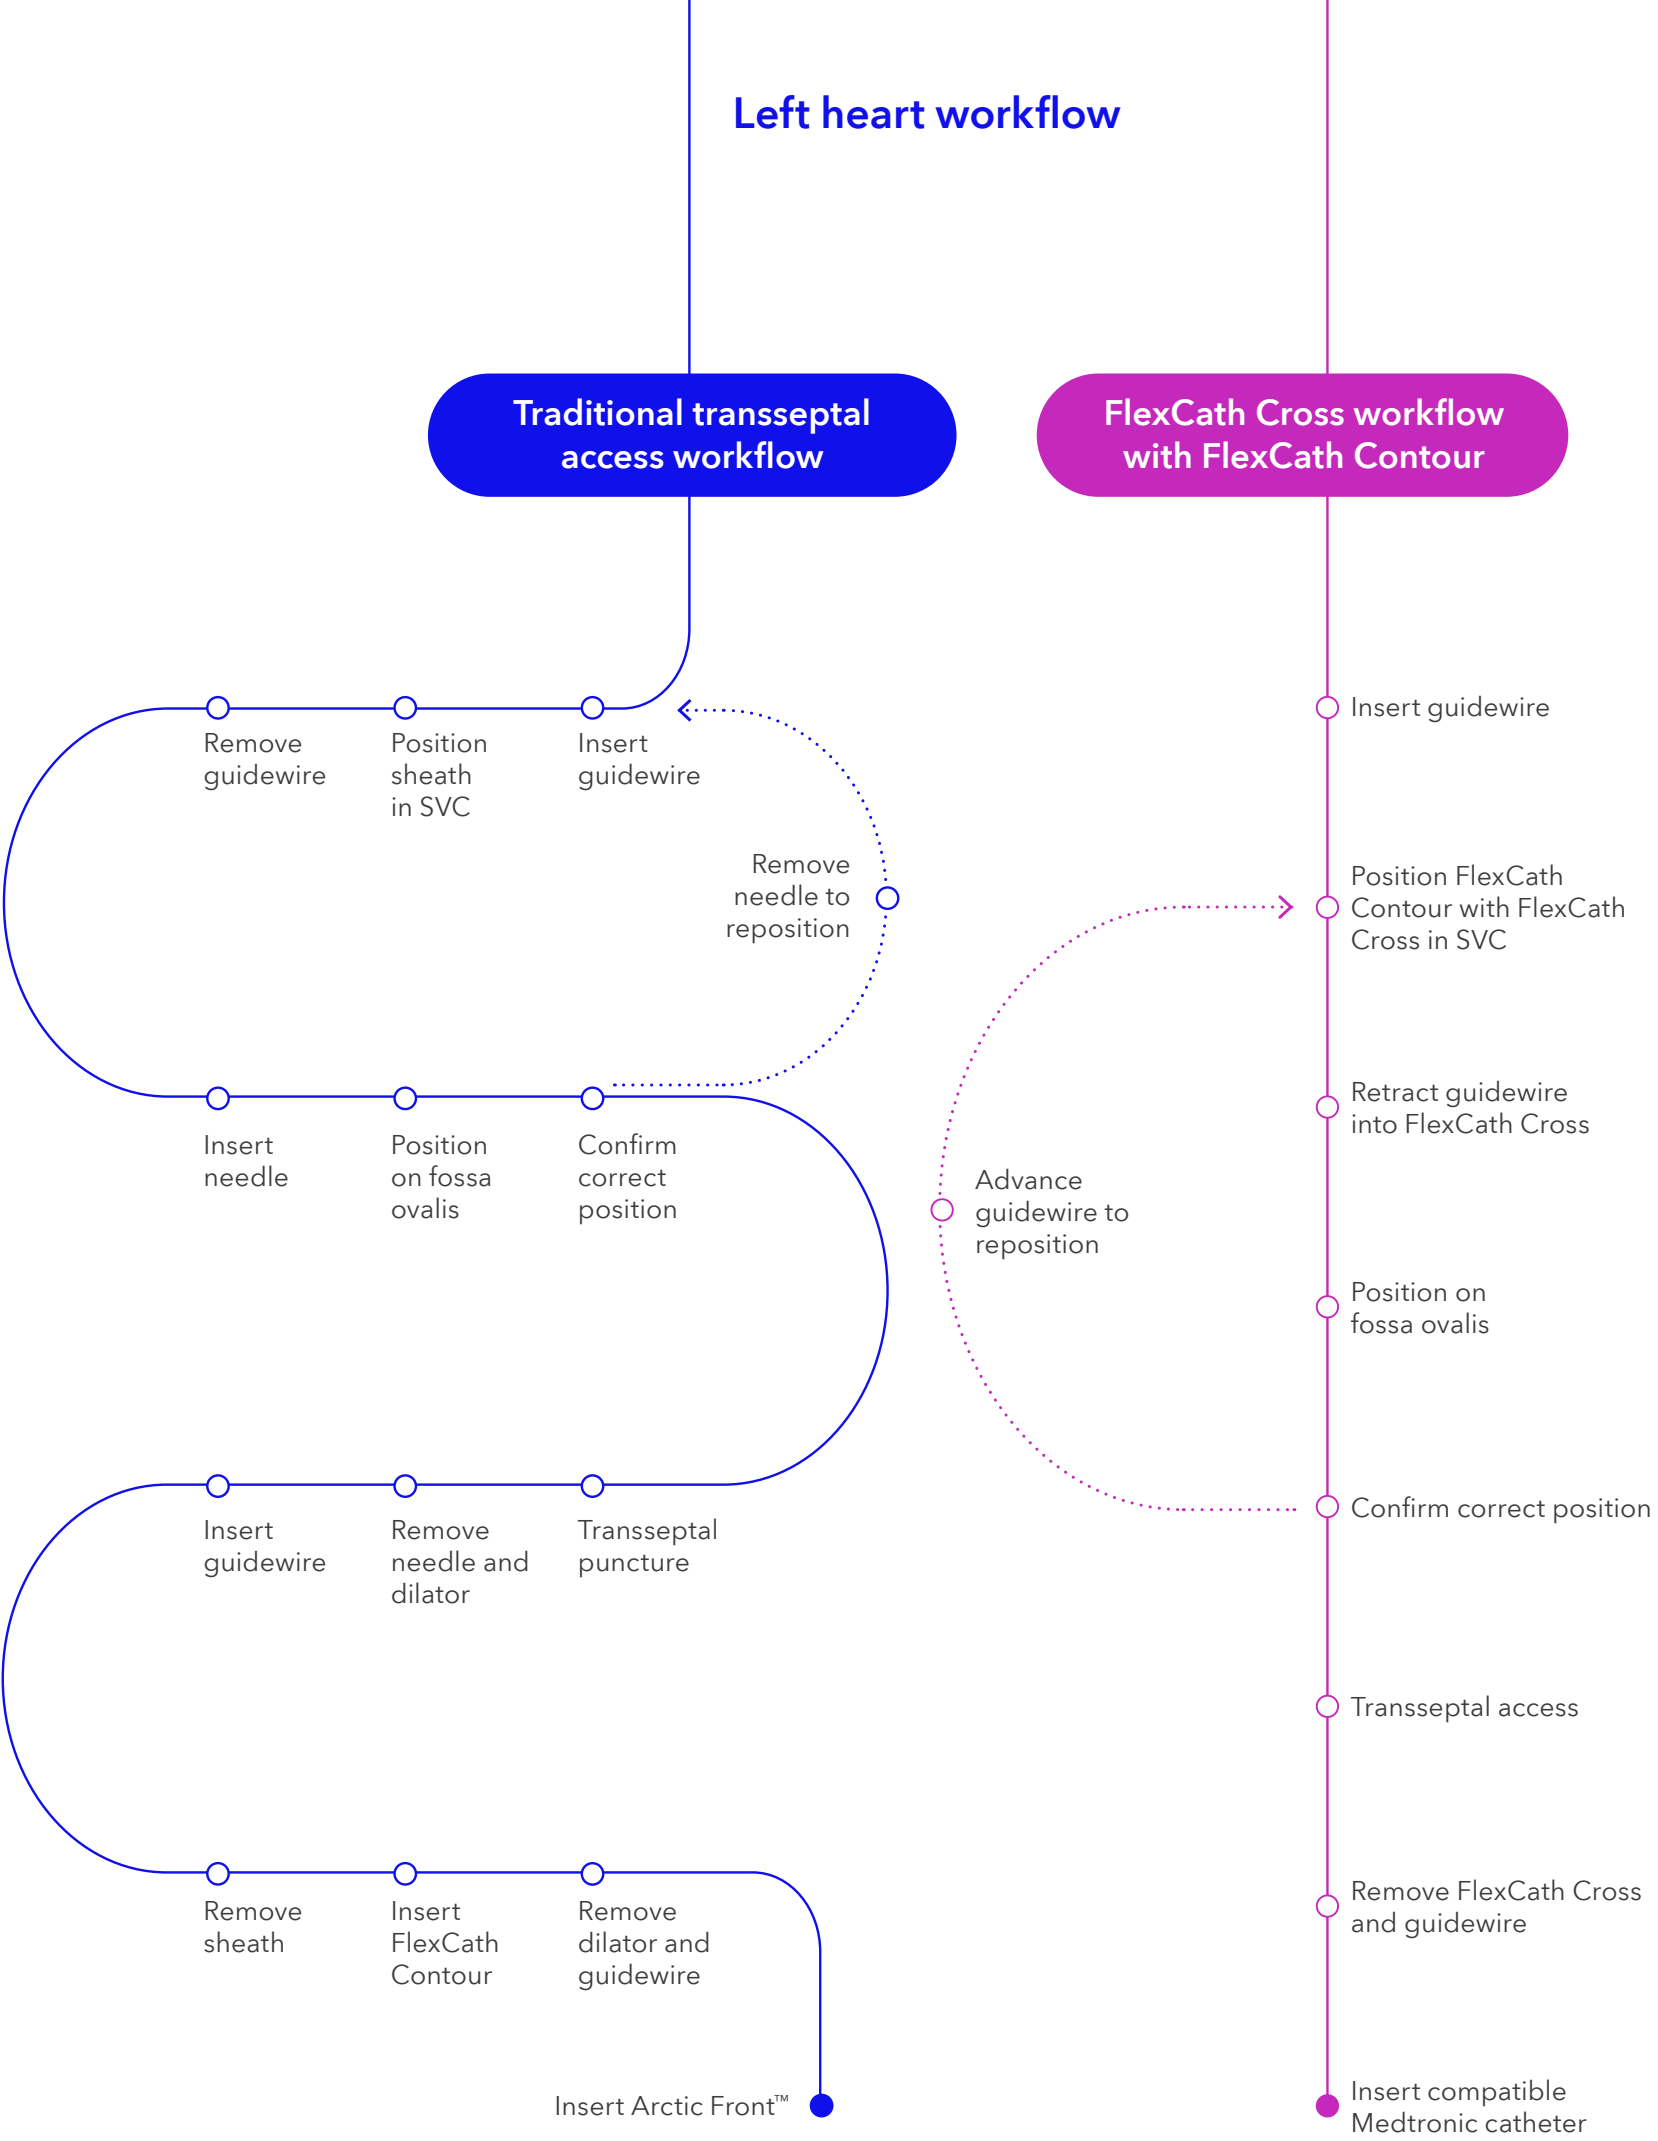 Left heart workflow
Traditional transseptal
access workflow
Remove
guidewire
Position
sheath
in SVC
Insert
guidewire
Remove
needle to
reposition
Insert
needle
Position
on fossa
ovalis
Confirm
correct
position
Insert
guidewire
Remove
needle and
dilator
Transseptal
puncture
Remove
sheath
Insert
FlexCath
Contour
Remove
dilator and
guidewire
Insert Arctic Front™
FlexCath Cross workflow
with FlexCath Contour
Insert guidewire
Position FlexCath
Contour with FlexCath
Cross in SVC
Retract guidewire
into FlexCath Cross
Advance
guidewire to
reposition
Position on
fossa ovalis
Confirm correct position
Transseptal access
Remove FlexCath Cross
and guidewire
Insert compatible
Medtronic catheter